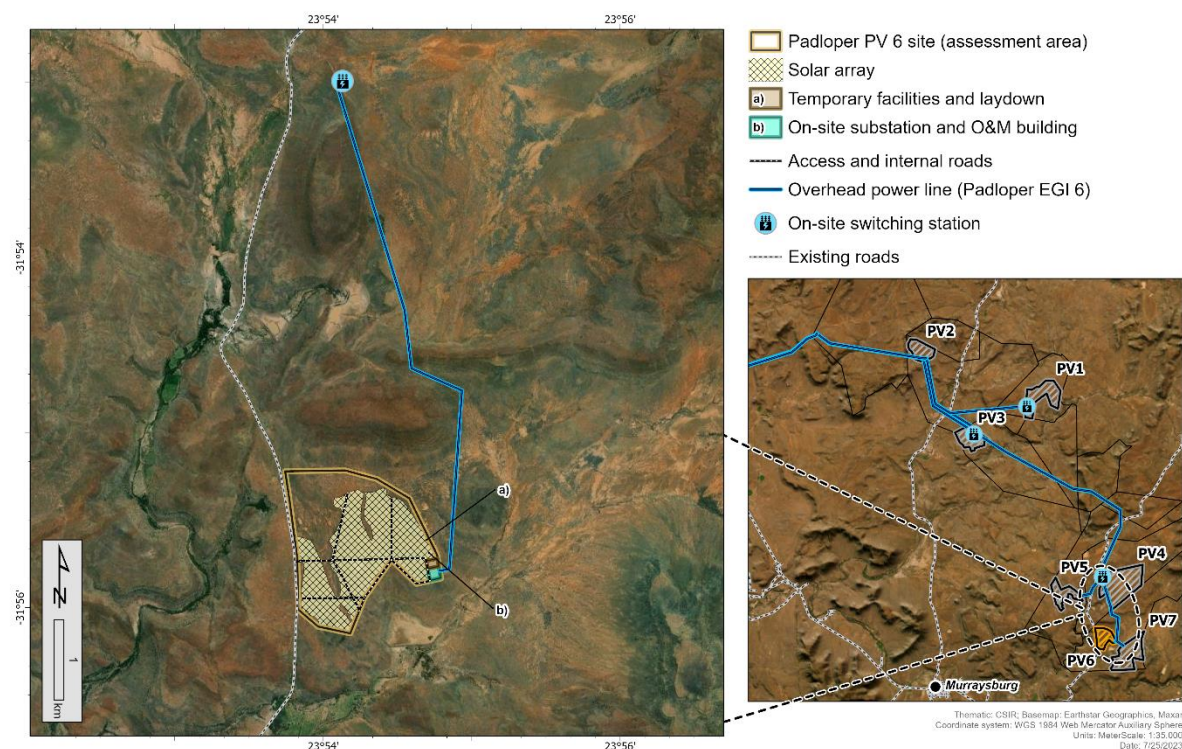 23°54'
23°56'
-31°54'
-31°56'
a)
b)
N
1
km
23°54'
23°56'
Padloper PV 6 site (assessment area)
Solar array
a) Temporary facilities and laydown
b) On-site substation and O&M building
Access and internal roads
Overhead power line (Padloper EGI 6)
On-site switching station
Existing roads
PV2
PV1
PV3
PV5
PV4
PV7
PV6
Murraysburg
Thematic: CSIR; Basemap: Earthstar Geographics, Maxar
Coordinate system: WGS 1984 Web Mercator Auxiliary Sphere
Units: MeterScale: 1:35.000
Date: 7/25/2023